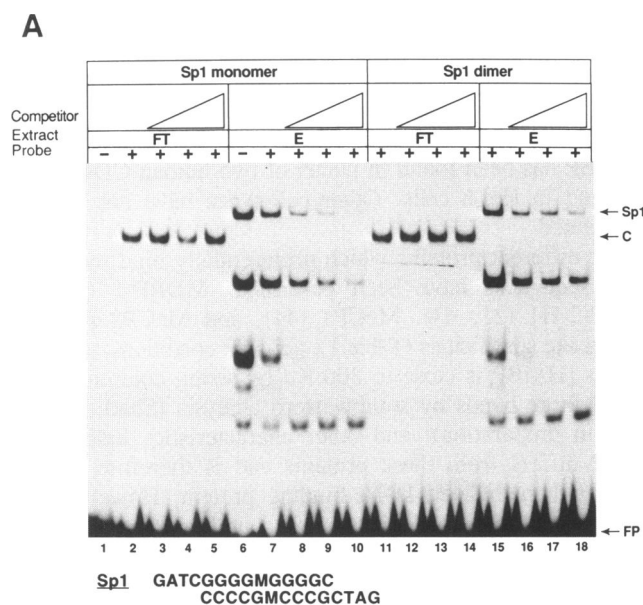 A
Sp1 monomer Sp1 dimer
Competitor
Extract FT E FT E
Probe - + + + + - + + + + + + + + + + + +
Sp1
C
FP
1 2 3 4 5 6 7 8 9 10 11 12 13 14 15 16 17 18
Sp1 GATCGGGGMGGGGC
CCCCGMCCCGCTAG